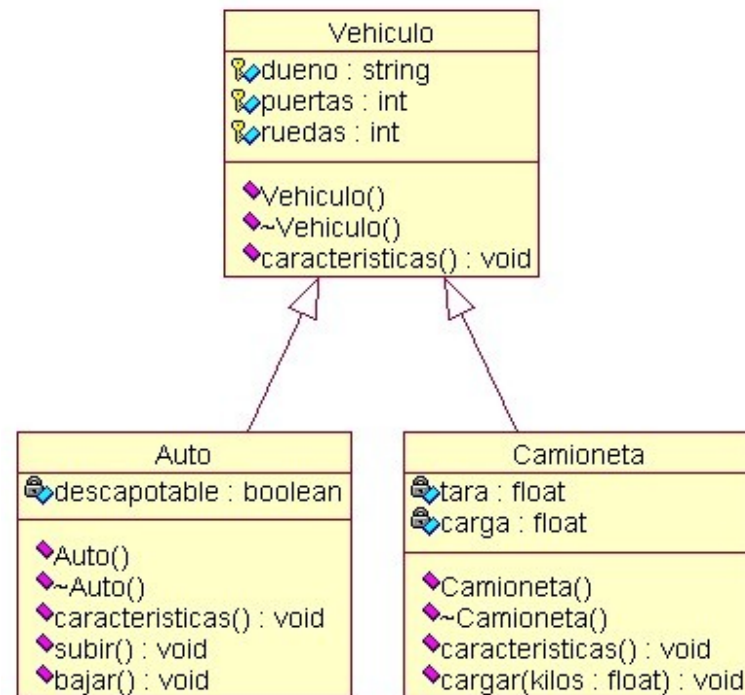 Vehiculo
dueno : string
puertas : int
ruedas : int
Vehiculo()
~Vehiculo()
caracteristicas() : void
Auto
descapotable : boolean
Auto()
~Auto()
caracteristicas() : void
subir() : void
bajar() : void
Camioneta
tara : float
carga : float
Camioneta()
~Camioneta()
caracteristicas() : void
cargar(kilos : float) : void